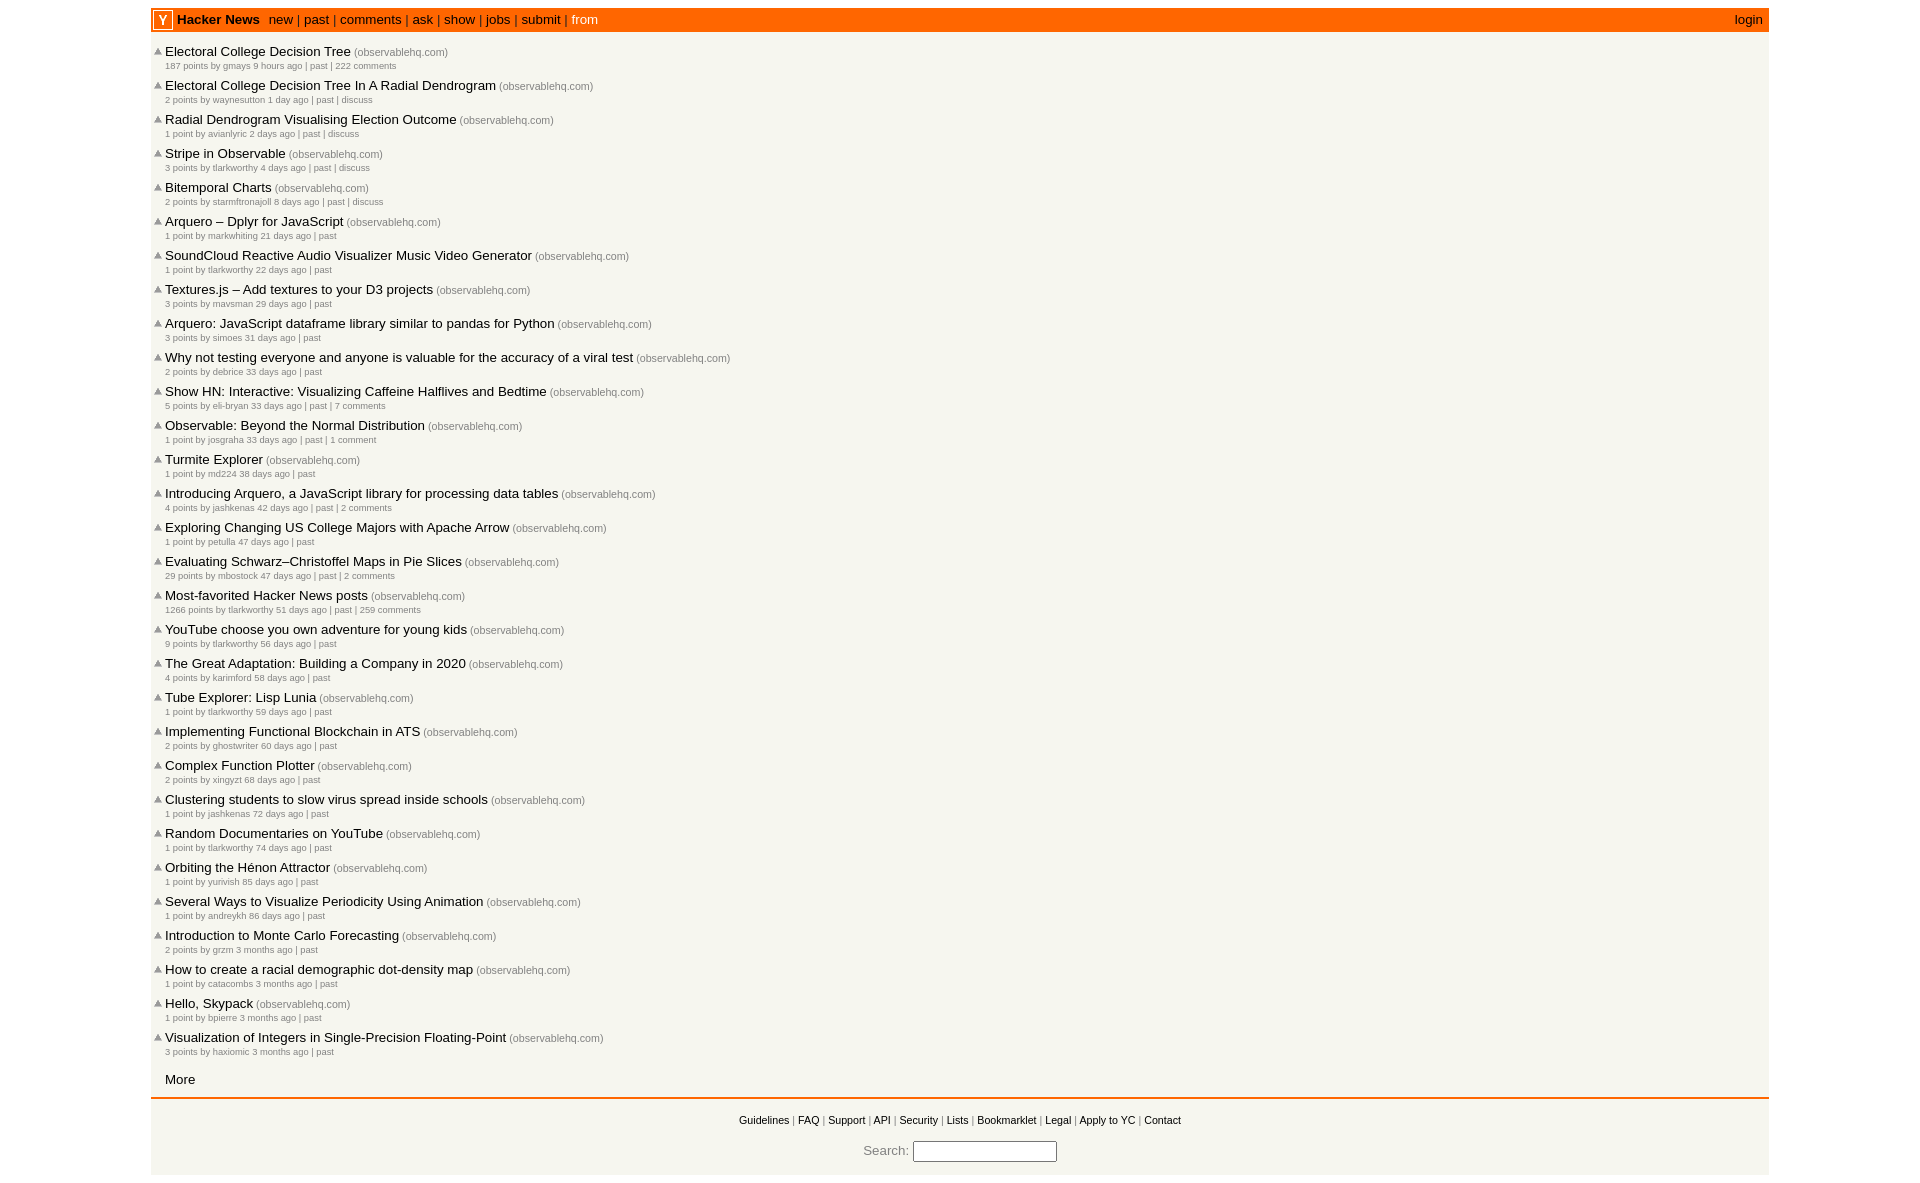 Y Hacker News new | past | comments | ask | show | jobs | submit | from login
Electoral College Decision Tree (observablehq.com)
187 points by gmays 9 hours ago | past | 222 comments
Electoral College Decision Tree In A Radial Dendrogram (observablehq.com)
2 points by waynesutton 1 day ago | past | discuss
Radial Dendrogram Visualising Election Outcome (observablehq.com)
1 point by avianlyric 2 days ago | past | discuss
Stripe in Observable (observablehq.com)
3 points by tlarkworthy 4 days ago | past | discuss
Bitemporal Charts (observablehq.com)
2 points by starmftronajoll 8 days ago | past | discuss
Arquero – Dplyr for JavaScript (observablehq.com)
1 point by markwhiting 21 days ago | past
SoundCloud Reactive Audio Visualizer Music Video Generator (observablehq.com)
1 point by tlarkworthy 22 days ago | past
Textures.js – Add textures to your D3 projects (observablehq.com)
3 points by mavsman 29 days ago | past
Arquero: JavaScript dataframe library similar to pandas for Python (observablehq.com)
3 points by simoes 31 days ago | past
Why not testing everyone and anyone is valuable for the accuracy of a viral test (observablehq.com)
2 points by debrice 33 days ago | past
Show HN: Interactive: Visualizing Caffeine Halflives and Bedtime (observablehq.com)
5 points by eli-bryan 33 days ago | past | 7 comments
Observable: Beyond the Normal Distribution (observablehq.com)
1 point by josgraha 33 days ago | past | 1 comment
Turmite Explorer (observablehq.com)
1 point by md224 38 days ago | past
Introducing Arquero, a JavaScript library for processing data tables (observablehq.com)
4 points by jashkenas 42 days ago | past | 2 comments
Exploring Changing US College Majors with Apache Arrow (observablehq.com)
1 point by petulla 47 days ago | past
Evaluating Schwarz–Christoffel Maps in Pie Slices (observablehq.com)
29 points by mbostock 47 days ago | past | 2 comments
Most-favorited Hacker News posts (observablehq.com)
1266 points by tlarkworthy 51 days ago | past | 259 comments
YouTube choose you own adventure for young kids (observablehq.com)
9 points by tlarkworthy 56 days ago | past
The Great Adaptation: Building a Company in 2020 (observablehq.com)
4 points by karimford 58 days ago | past
Tube Explorer: Lisp Lunia (observablehq.com)
1 point by tlarkworthy 59 days ago | past
Implementing Functional Blockchain in ATS (observablehq.com)
2 points by ghostwriter 60 days ago | past
Complex Function Plotter (observablehq.com)
2 points by xingyzt 68 days ago | past
Clustering students to slow virus spread inside schools (observablehq.com)
1 point by jashkenas 72 days ago | past
Random Documentaries on YouTube (observablehq.com)
1 point by tlarkworthy 74 days ago | past
Orbiting the Hénon Attractor (observablehq.com)
1 point by yurivish 85 days ago | past
Several Ways to Visualize Periodicity Using Animation (observablehq.com)
1 point by andreykh 86 days ago | past
Introduction to Monte Carlo Forecasting (observablehq.com)
2 points by grzm 3 months ago | past
How to create a racial demographic dot-density map (observablehq.com)
1 point by catacombs 3 months ago | past
Hello, Skypack (observablehq.com)
1 point by bpierre 3 months ago | past
Visualization of Integers in Single-Precision Floating-Point (observablehq.com)
3 points by haxiomic 3 months ago | past
More
Guidelines | FAQ | Support | API | Security | Lists | Bookmarklet | Legal | Apply to YC | Contact
Search: